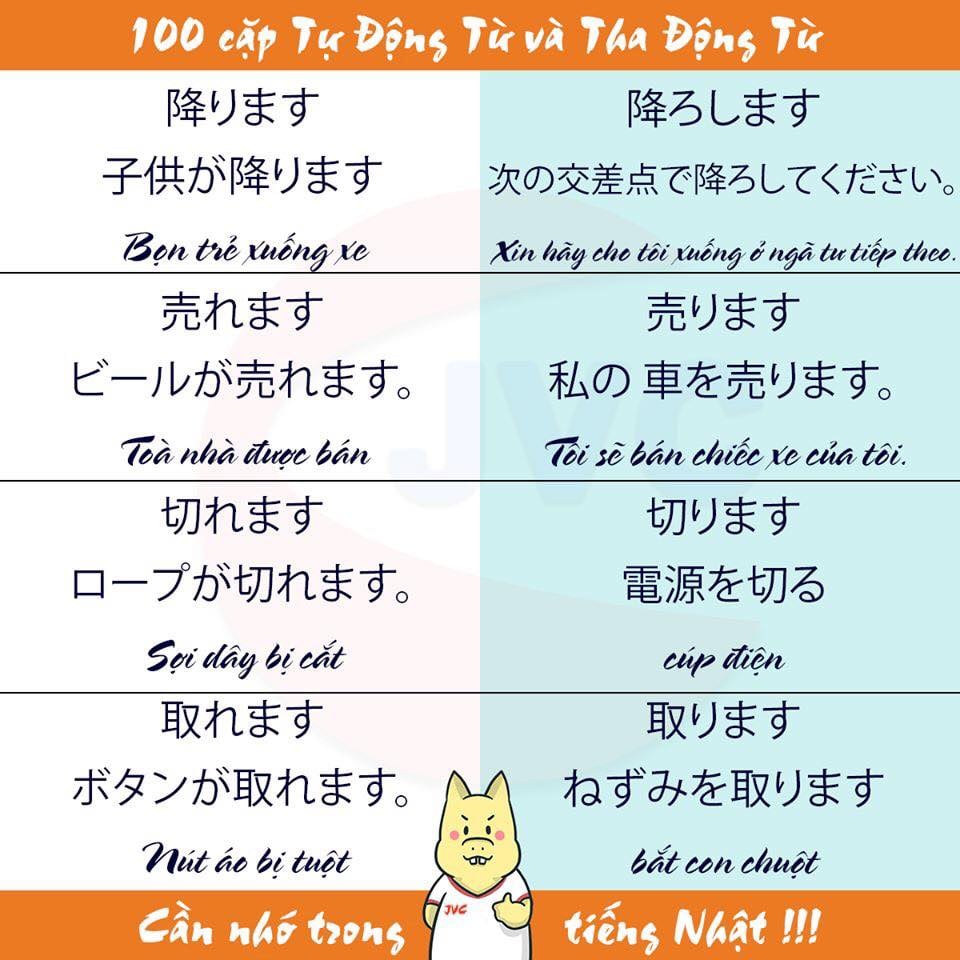 100 cặp Tự Động Từ và Tha Động Từ
降ります
子供が降ります
Bọn trẻ xuống xe
降ろします
次の交差点で降ろしてください。
Xin hãy cho tôi xuống ở ngã tư tiếp theo.
売れます
ビールが売れます。
Toà nhà được bán
売ります
私の 車を売ります。
Tôi sẽ bán chiếc xe của tôi.
切れます
ロープが切れます。
Sợi dây bị cắt
切ります
電源を切る
cúp điện
取れます
ボタンが取れます。
Nút áo bị tuột
取ります
ねずみを取ります
bắt con chuột
JVC
JVC
Cần nhớ trong tiếng Nhật !!!